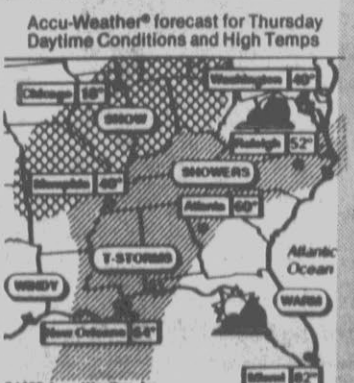 Accu-Weather® forecast for Thursday
Daytime Conditions and High Temps
Washington 40°
Chicago 18°
SNOW
Raleigh 52°
SHOWERS
Memphis 40°
Atlanta 60°
Atlantic
Ocean
T-STORMS
WINDY
WARM
New Orleans 64°
Miami 82°